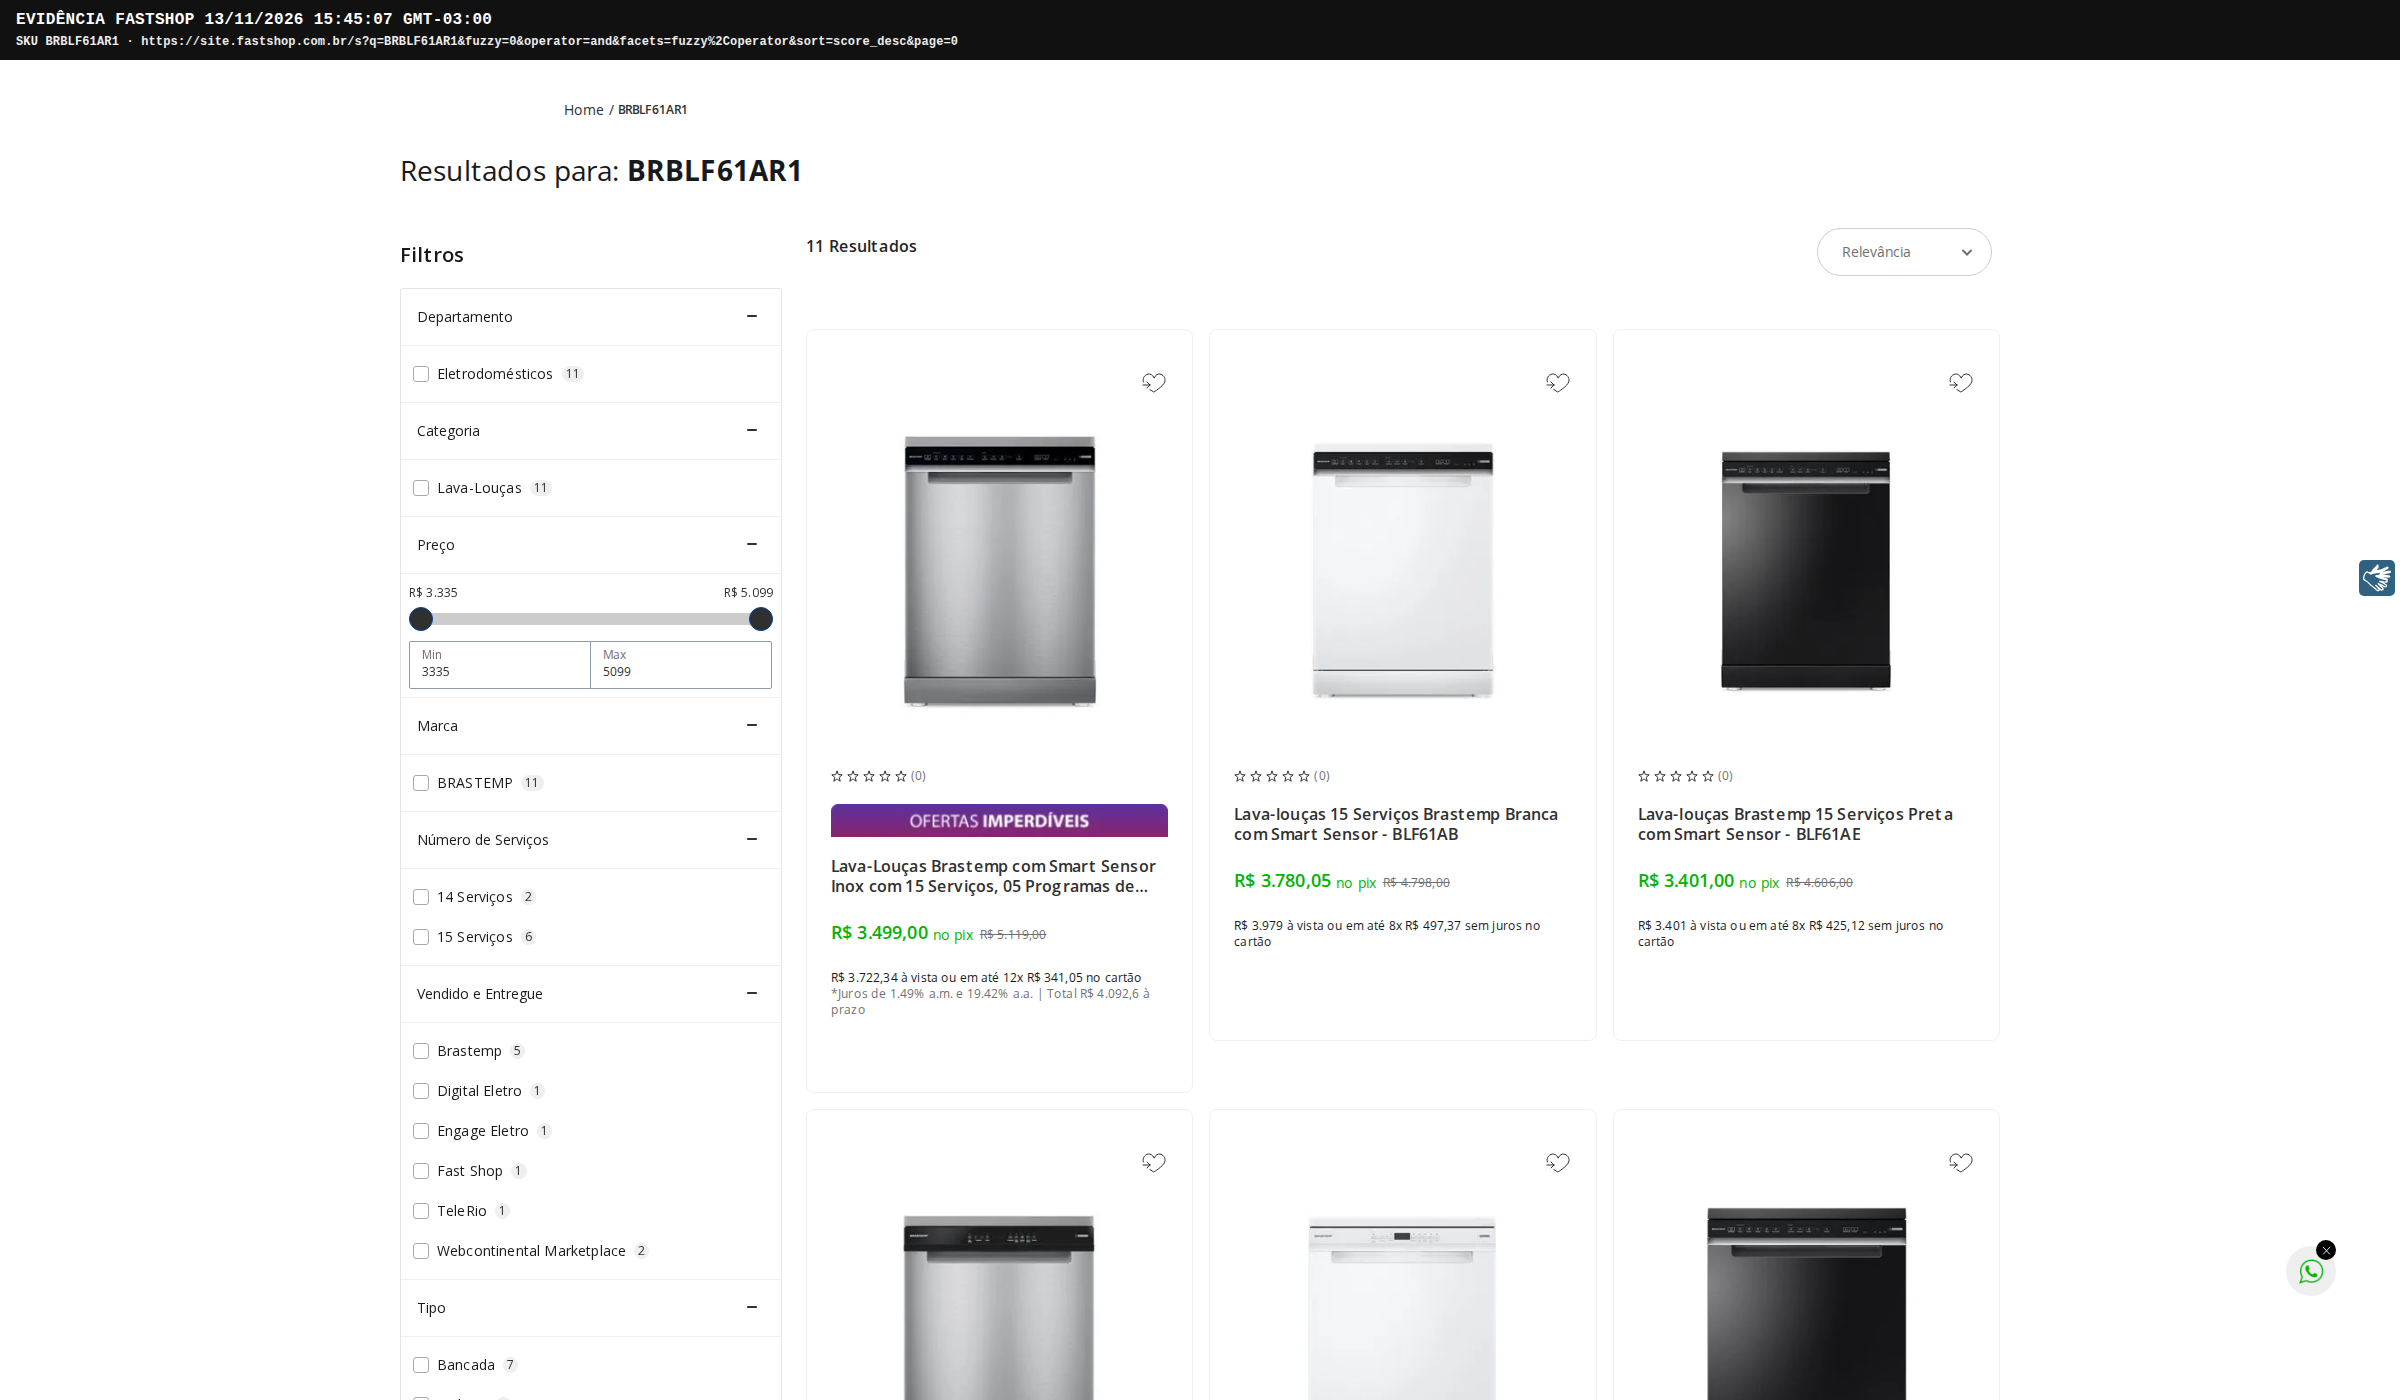 EVIDÊNCIA FASTSHOP 13/11/2026 15:45:07 GMT-03:00
SKU BRBLF61AR1 · https://site.fastshop.com.br/s?q=BRBLF61AR1&fuzzy=0&operator=and&facets=fuzzy%2Coperator&sort=score_desc&page=0
Home / BRBLF61AR1
Resultados para: BRBLF61AR1
Filtros
11 Resultados
Relevância
Departamento
Eletrodomésticos 11
Categoria
Lava-Louças 11
Preço
R$ 3.335
R$ 5.099
Min
3335
Max
5099
Marca
BRASTEMP 11
Número de Serviços
14 Serviços 2
15 Serviços 6
Vendido e Entregue
Brastemp 5
Digital Eletro 1
Engage Eletro 1
Fast Shop 1
TeleRio 1
Webcontinental Marketplace 2
Tipo
Bancada 7
(0)
OFERTAS IMPERDÍVEIS
Lava-Louças Brastemp com Smart Sensor
Inox com 15 Serviços, 05 Programas de...
R$ 3.499,00 no pix R$ 5.119,00
R$ 3.722,34 à vista ou em até 12x R$ 341,05 no cartão
*Juros de 1.49% a.m. e 19.42% a.a. | Total R$ 4.092,6 à
prazo
(0)
Lava-louças 15 Serviços Brastemp Branca
com Smart Sensor - BLF61AB
R$ 3.780,05 no pix R$ 4.798,00
R$ 3.979 à vista ou em até 8x R$ 497,37 sem juros no
cartão
(0)
Lava-louças Brastemp 15 Serviços Preta
com Smart Sensor - BLF61AE
R$ 3.401,00 no pix R$ 4.606,00
R$ 3.401 à vista ou em até 8x R$ 425,12 sem juros no
cartão